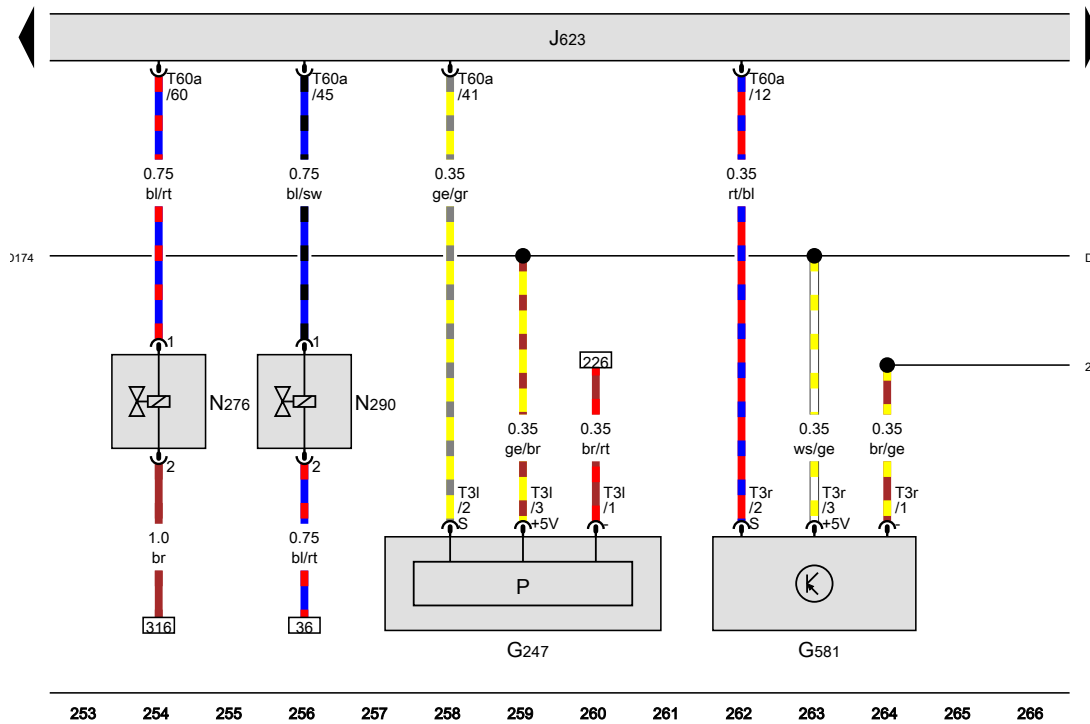 J623
T60a
/60
T60a
/45
T60a
/41
T60a
/12
0.75
bl/rt
0.75
bl/sw
0.35
ge/gr
0.35
rt/bl
D174
D
1
1
226
2
N276
N290
0.35
ge/br
0.35
br/rt
0.35
ws/ge
0.35
br/ge
2
2
T3l
/2
S
T3l
/3
+5V
T3l
/1
-
T3r
/2
S
T3r
/3
+5V
T3r
/1
-
1.0
br
0.75
bl/rt
P
316
36
G247
G581
253 254 255 256 257 258 259 260 261 262 263 264 265 266